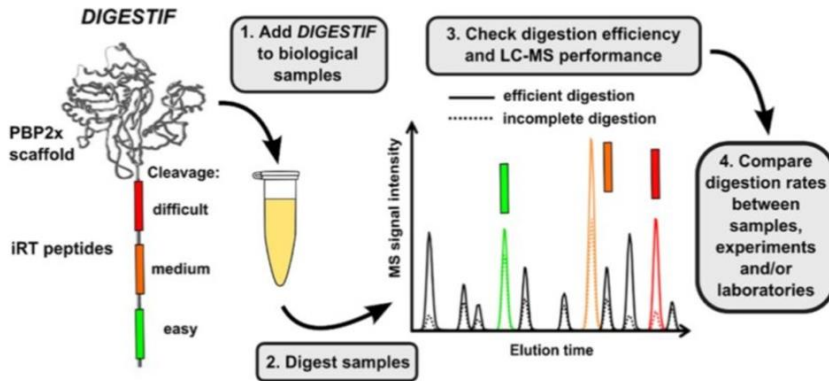 DIGESTIF
PBP2x
scaffold
Cleavage:
difficult
iRT peptides
medium
easy
1. Add DIGESTIF
to biological
samples
2. Digest samples
3. Check digestion efficiency
and LC-MS performance
efficient digestion
incomplete digestion
MS signal intensity
Elution time
4. Compare
digestion rates
between
samples,
experiments
and/or
laboratories